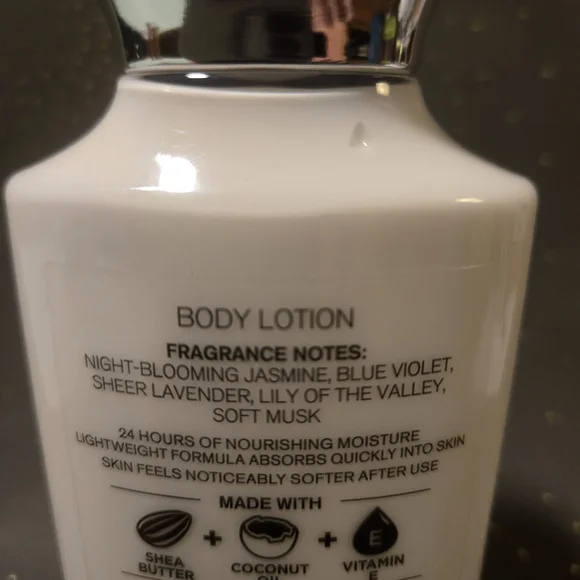 BODY LOTION
FRAGRANCE NOTES:
NIGHT-BLOOMING JASMINE, BLUE VIOLET,
SHEER LAVENDER, LILY OF THE VALLEY,
SOFT MUSK
24 HOURS OF NOURISHING MOISTURE
LIGHTWEIGHT FORMULA ABSORBS QUICKLY INTO SKIN
SKIN FEELS NOTICEABLY SOFTER AFTER USE
MADE WITH
SHEA BUTTER + COCONUT OIL + E VITAMIN E